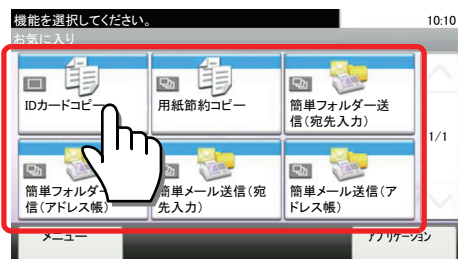 機能を選択してください。
10:10
お気に入り
IDカードコピー
用紙節約コピー
簡単フォルダー送
信(宛先入力)
1/1
簡単フォルダー
信(アドレス帳)
簡単メール送信(宛
先入力)
簡単メール送信(ア
ドレス帳)
メニュー
アプリケーション